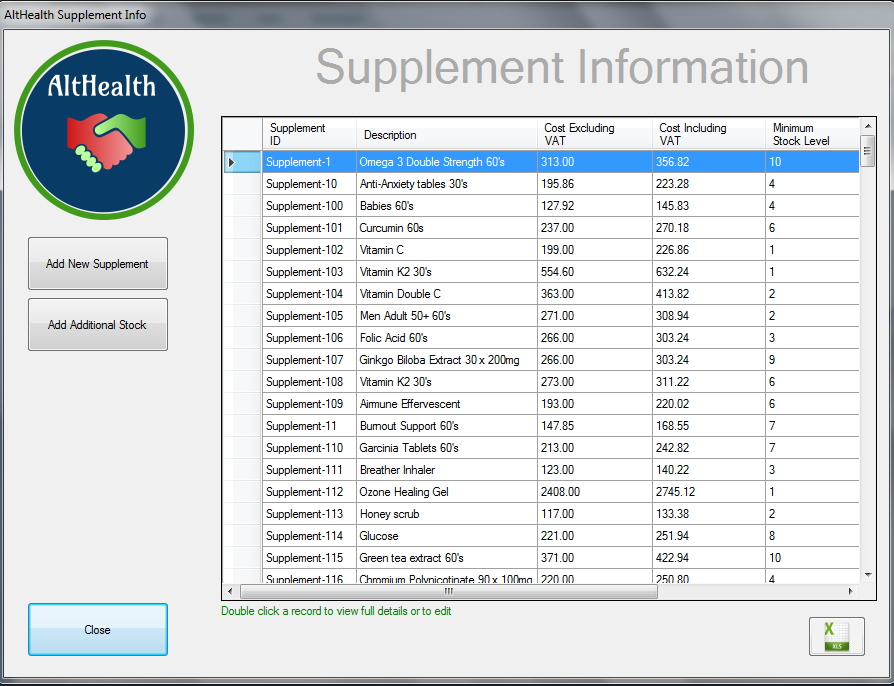 AltHealth Supplement Info
AltHealth
Supplement Information
Supplement ID Description Cost Excluding VAT Cost Including VAT Minimum Stock Level
Supplement-1 Omega 3 Double Strength 60's 313.00 356.82 10
Supplement-10 Anti-Anxiety tables 30's 195.86 223.28 4
Supplement-100 Babies 60's 127.92 145.83 4
Supplement-101 Curcumin 60s 237.00 270.18 6
Supplement-102 Vitamin C 199.00 226.86 1
Supplement-103 Vitamin K2 30's 554.60 632.24 1
Supplement-104 Vitamin Double C 363.00 413.82 2
Supplement-105 Men Adult 50+ 60's 271.00 308.94 2
Supplement-106 Folic Acid 60's 266.00 303.24 3
Supplement-107 Ginkgo Biloba Extract 30 x 200mg 266.00 303.24 9
Supplement-108 Vitamin K2 30's 273.00 311.22 6
Supplement-109 Airmune Effervescent 193.00 220.02 6
Supplement-11 Burnout Support 60's 147.85 168.55 7
Supplement-110 Garcinia Tablets 60's 213.00 242.82 7
Supplement-111 Breather Inhaler 123.00 140.22 3
Supplement-112 Ozone Healing Gel 2408.00 2745.12 1
Supplement-113 Honey scrub 117.00 133.38 2
Supplement-114 Glucose 221.00 251.94 8
Supplement-115 Green tea extract 60's 371.00 422.94 10
Supplement-116 Chromium Polynicotinate 90 x 100mg 220.00 250.80 4
Add New Supplement
Add Additional Stock
Close
Double click a record to view full details or to edit
X
XLS